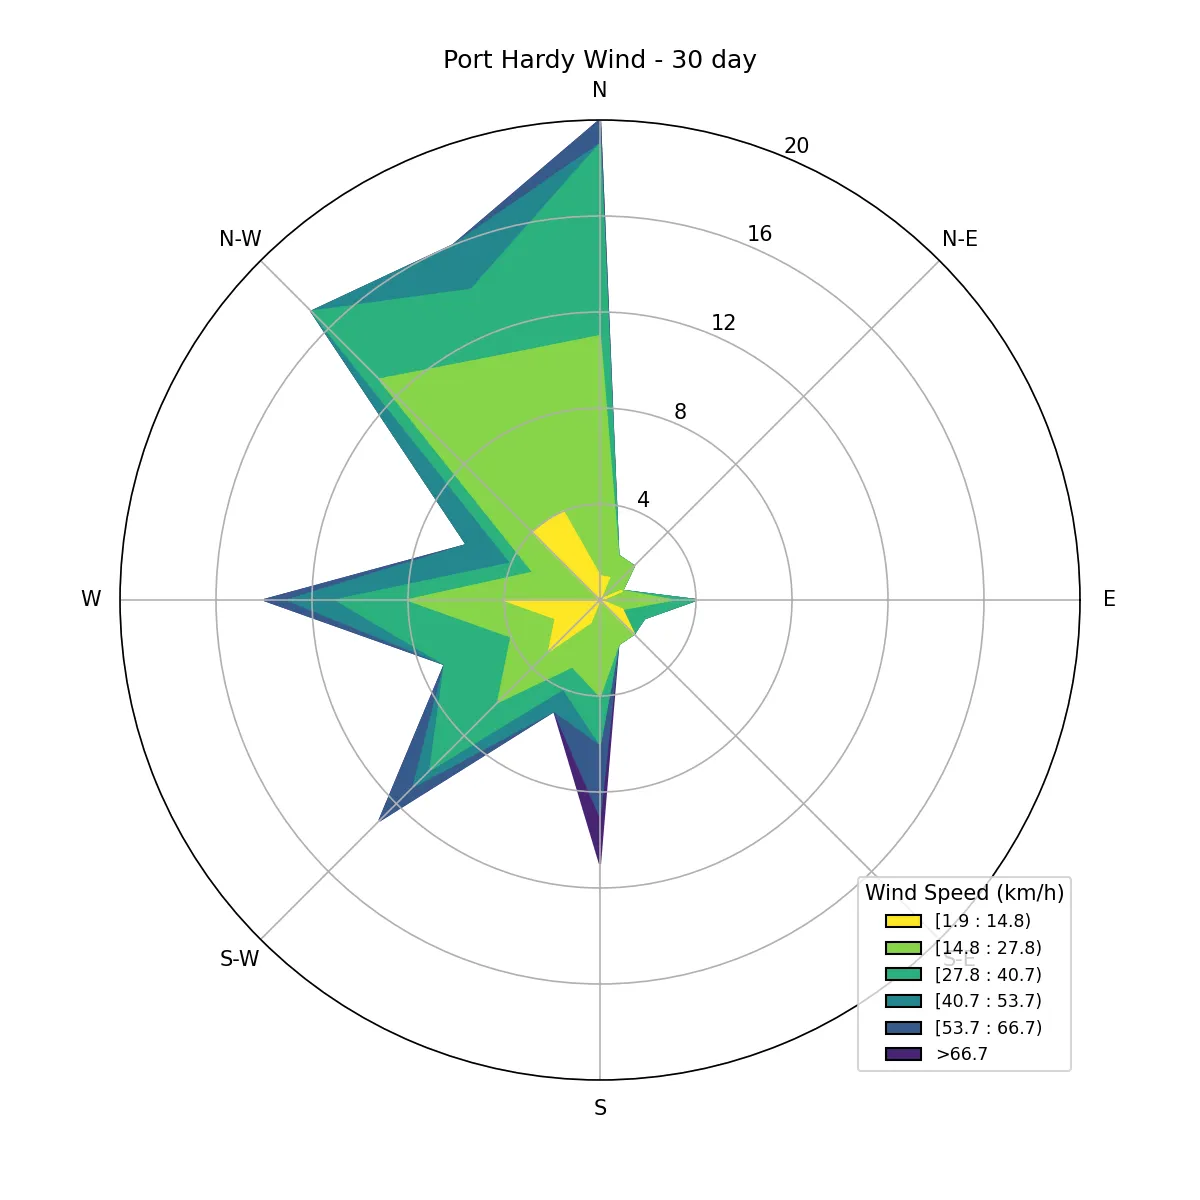 Port Hardy Wind - 30 day
N
20
N-W
N-E
16
12
8
4
W
E
S-W
S-E
S
Wind Speed (km/h)
[1.9 : 14.8)
[14.8 : 27.8)
[27.8 : 40.7)
[40.7 : 53.7)
[53.7 : 66.7)
>66.7